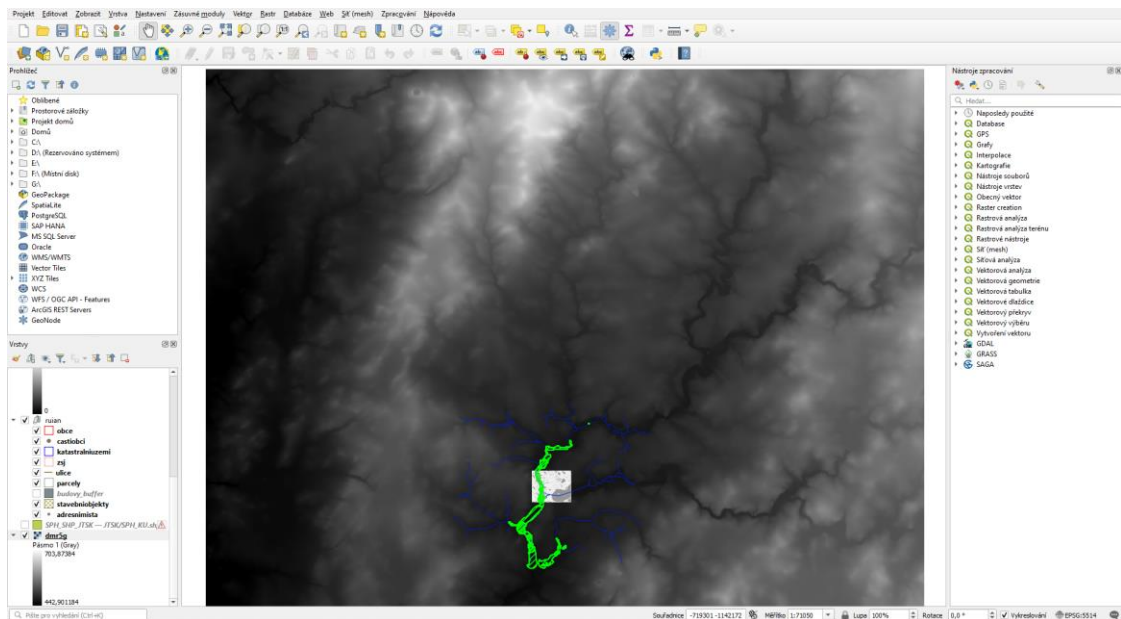 Projekt Editovat Zobrazit Vrstva Nastavení Zásuvné moduly Vektor Rastr Databáze Web Síť (mesh) Zpracování Nápověda
Prohlížeč
Oblíbené
Prostorové záložky
Projekt domů
Domů
C:\
D:\ (Rezervováno systémem)
E:\
F:\ (Místní disk)
G:\
GeoPackage
SpatiaLite
PostgreSQL
SAP HANA
MS SQL Server
Oracle
WMS/WMTS
Vector Tiles
XYZ Tiles
WCS
WFS / OGC API - Features
ArcGIS REST Servers
GeoNode
Vrstvy
0
ruian
obce
castiobci
katastralniuzemi
zsj
ulice
parcely
budovy_buffer
stavebniobjekty
adresnimista
SPH_SHP_JTSK — JTSK/SPH_KU.sh
dmr5g
Pásmo 1 (Gray)
703,87384
442,901184
Nástroje zpracování
Hledat...
Naposledy použité
Database
GPS
Grafy
Interpolace
Kartografie
Nástroje souborů
Nástroje vrstev
Obecný vektor
Raster creation
Rastrová analýza
Rastrová analýza terénu
Rastrové nástroje
Síť (mesh)
Síťová analýza
Vektorová analýza
Vektorová geometrie
Vektorová tabulka
Vektorové dlaždice
Vektorový překryv
Vektorový výběru
Vytvoření vektoru
GDAL
GRASS
SAGA
Pište pro vyhledání (Ctrl+K) Souřadnice -719301 -1142172 Měřítko 1:71050 Lupa 100% Rotace 0,0 ° Vykreslování EPSG:5514